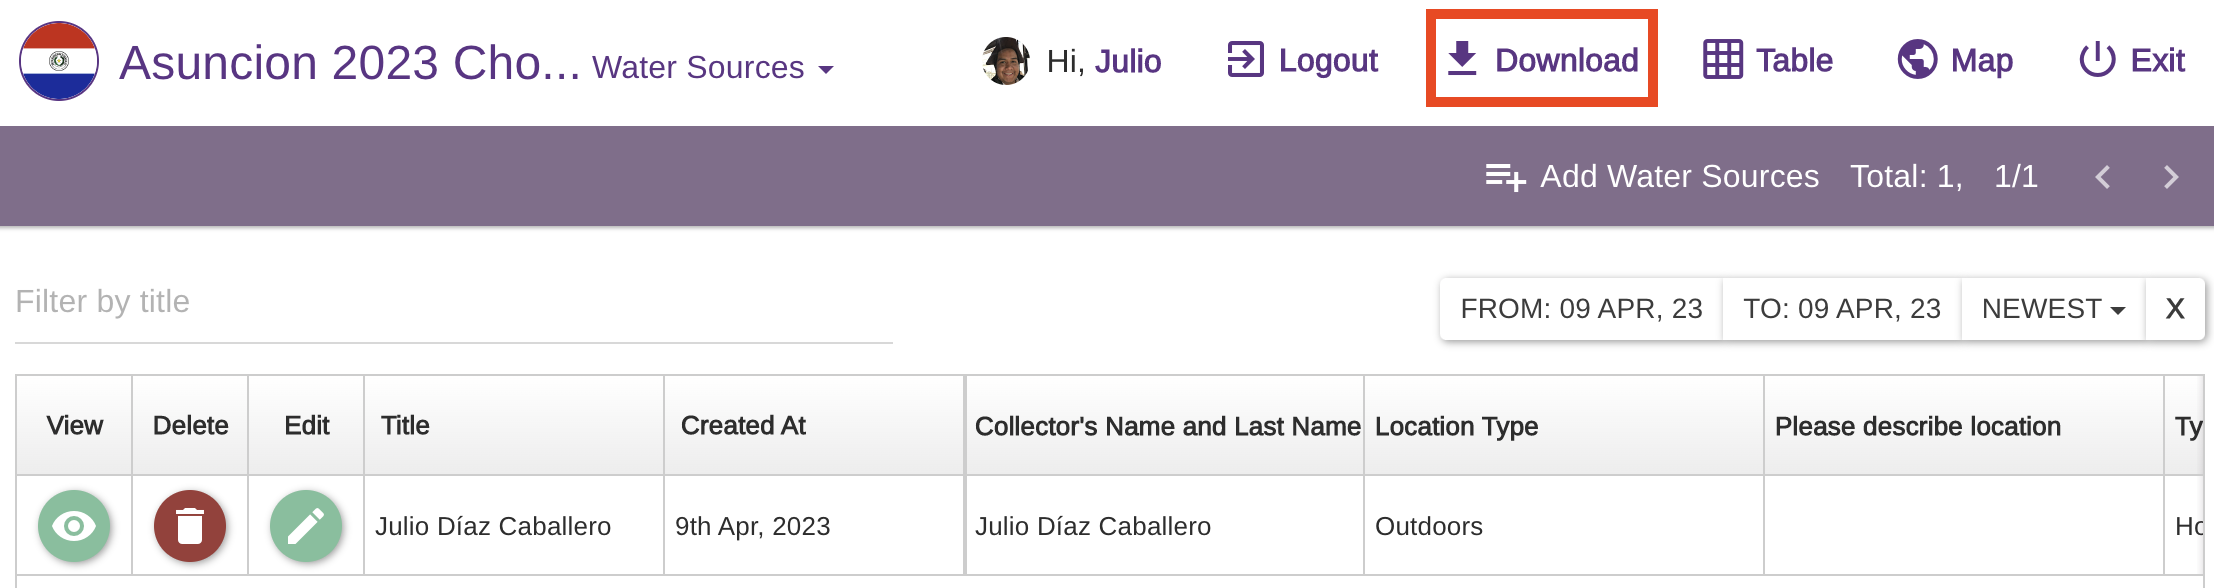 Asuncion 2023 Cho... Water Sources Hi, Julio Logout Download Table Map Exit
Add Water Sources Total: 1, 1/1
Filter by title FROM: 09 APR, 23 TO: 09 APR, 23 NEWEST X
View Delete Edit Title Created At Collector's Name and Last Name Location Type Please describe location Ty
Julio Díaz Caballero 9th Apr, 2023 Julio Díaz Caballero Outdoors Ho